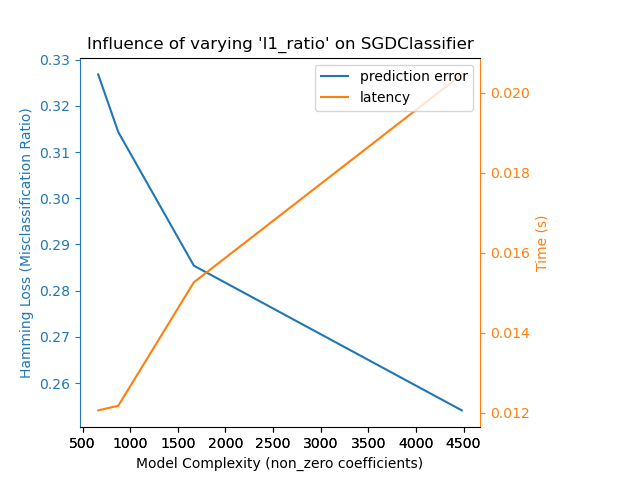 Influence of varying 'l1_ratio' on SGDClassifier
prediction error
latency
0.33
0.32
0.31
0.30
0.29
0.28
0.27
0.26
Hamming Loss (Misclassification Ratio)
0.020
0.018
0.016
0.014
0.012
Time (s)
500 1000 1500 2000 2500 3000 3500 4000 4500
Model Complexity (non_zero coefficients)